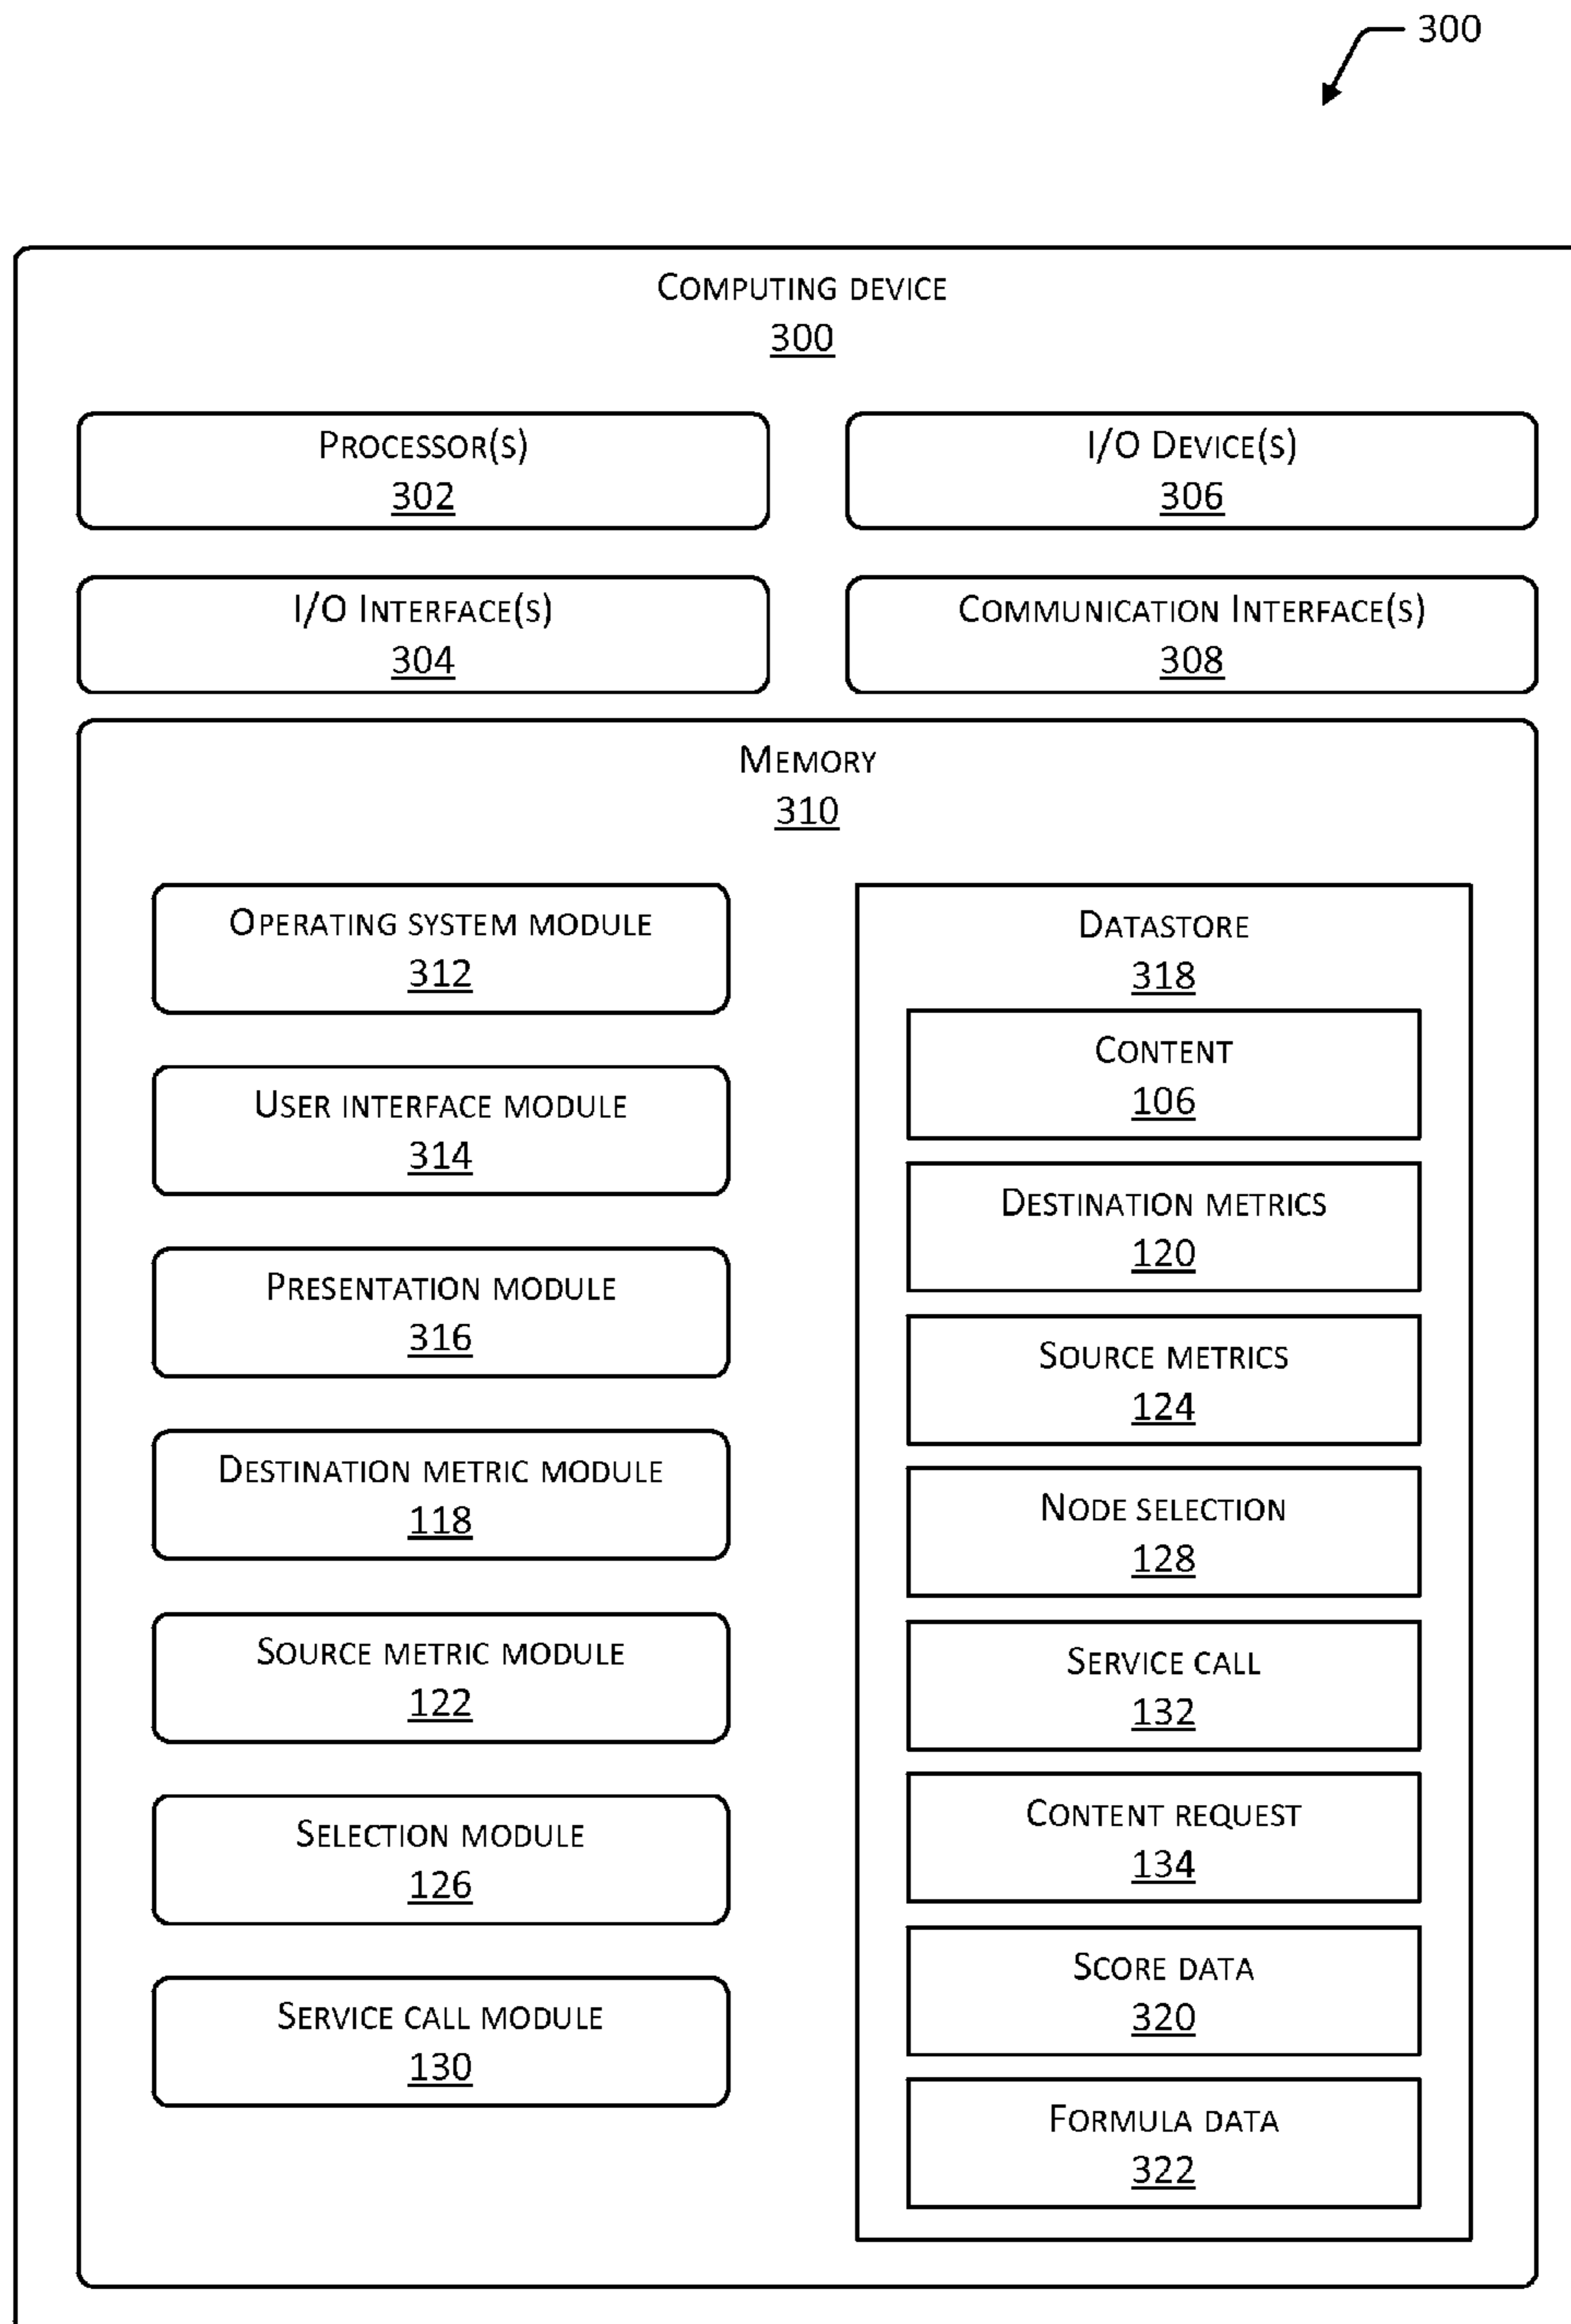 300
Computing device
300
Processor(s)
302
I/O Device(s)
306
I/O Interface(s)
304
Communication Interface(s)
308
Memory
310
Operating system module
312
User interface module
314
Presentation module
316
Destination metric module
118
Source metric module
122
Selection module
126
Service call module
130
Datastore
318
Content
106
Destination metrics
120
Source metrics
124
Node selection
128
Service call
132
Content request
134
Score data
320
Formula data
322